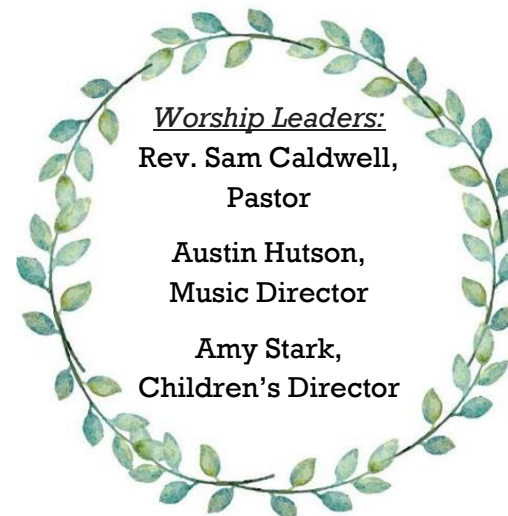 Worship Leaders:
Rev. Sam Caldwell,
Pastor
Austin Hutson,
Music Director
Amy Stark,
Children’s Director